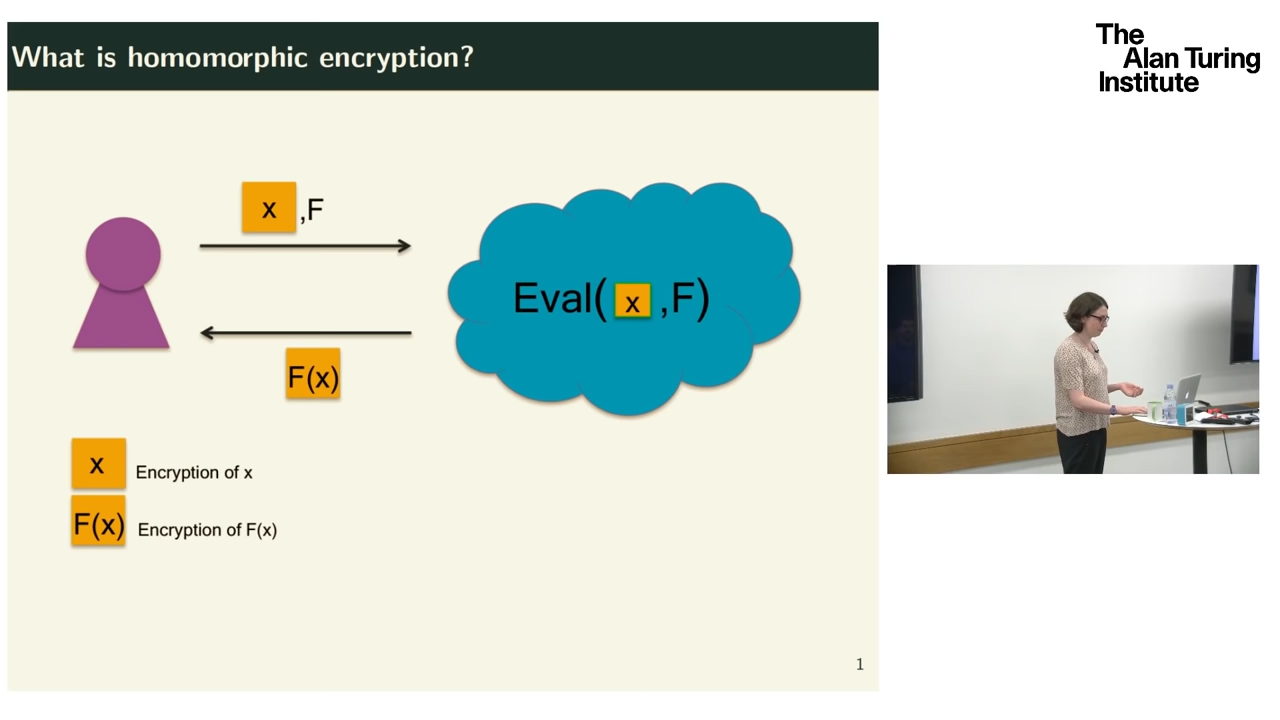 What is homomorphic encryption?
The
Alan Turing
Institute
x ,F
Eval( x ,F)
F(x)
x Encryption of x
F(x) Encryption of F(x)
1